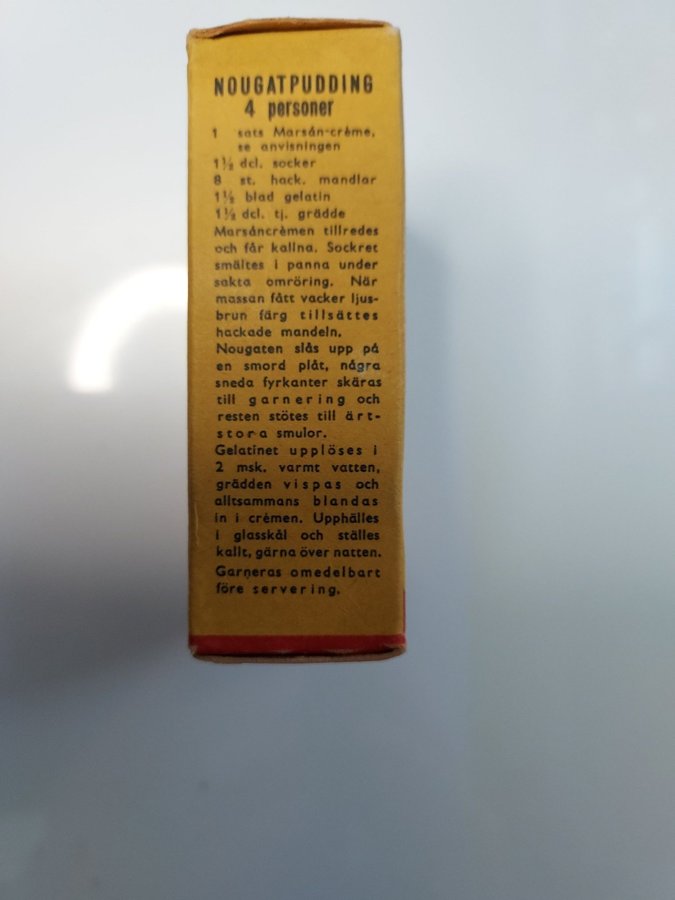 NOUGATPUDDING
4 personer
1 sats Marsán-crème,
se anvisningen
1½ dcl. socker
8 st. hack. mandlar
1½ blad gelatin
1½ dcl. tj. grädde
Marsáncrèmen tillredes
och får kallna. Sockret
smältes i panna under
sakta omröring. När
massan fått vacker ljus-
brun färg tillsättes
hackade mandeln.
Nougaten slås upp på
en smord plåt, några
sneda fyrkanter skäras
till garnering och
resten stötes till ärt-
stora smulor.
Gelatinet upplöses i
2 msk. varmt vatten,
grädden vispas och
alltsammans blandas
in i crémen. Upphälles
i glasskål och ställes
kallt, gärna över natten.
Garneras omedelbart
före servering.